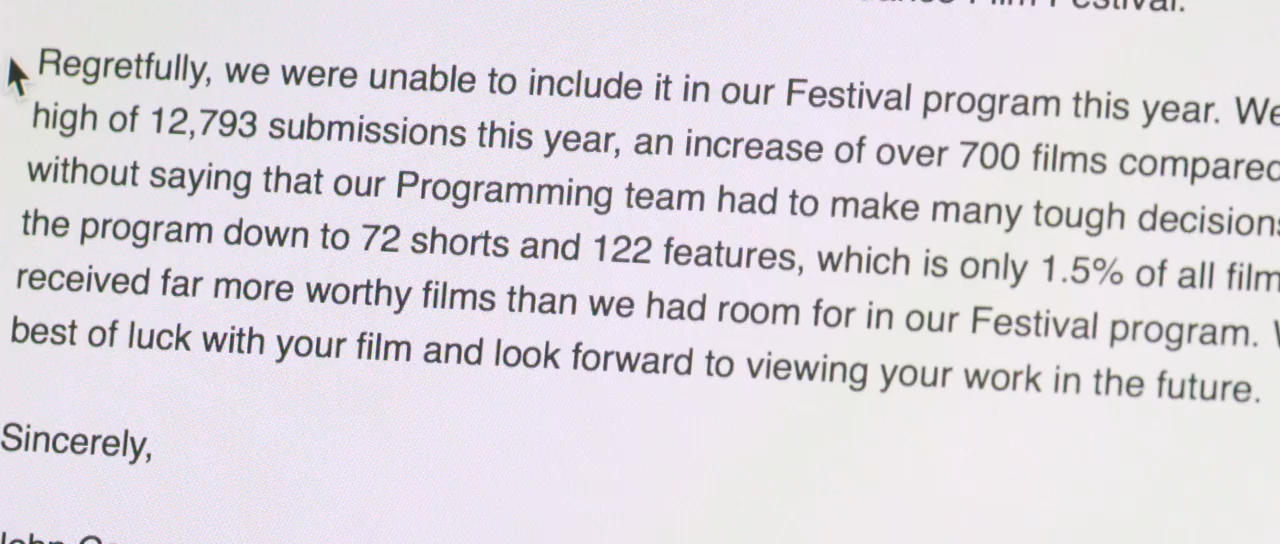 Film Festival.
Regretfully, we were unable to include it in our Festival program this year. We
high of 12,793 submissions this year, an increase of over 700 films compared
without saying that our Programming team had to make many tough decisions
the program down to 72 shorts and 122 features, which is only 1.5% of all film
received far more worthy films than we had room for in our Festival program.
best of luck with your film and look forward to viewing your work in the future.
Sincerely,
John